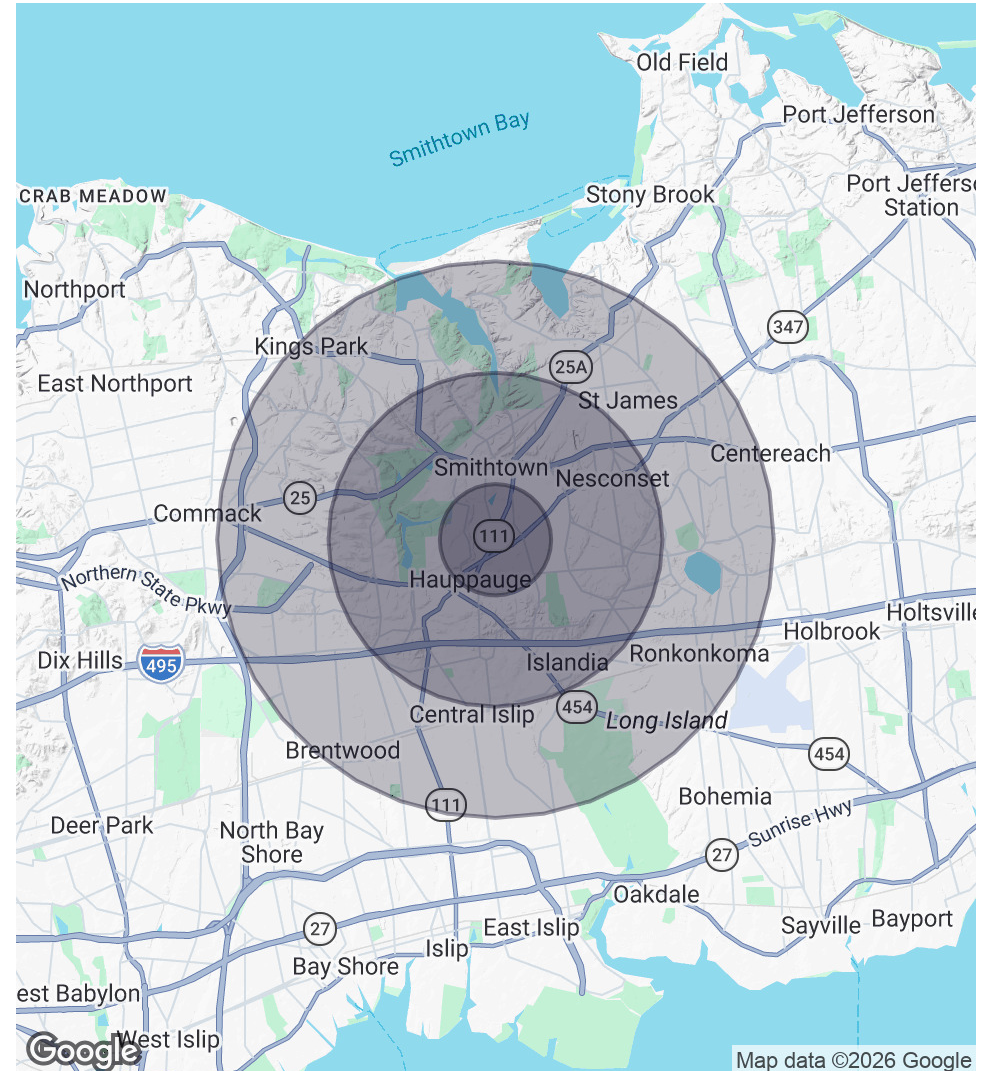 Old Field
Port Jefferson
Smithtown Bay
CRAB MEADOW
Stony Brook
Port Jefferso
Station
Northport
347
Kings Park
25A
East Northport
St James
Centereach
Smithtown
Nesconset
25
Commack
111
Hauppauge
Northern State Pkwy
Holtsville
Holbrook
Dix Hills
495
Ronkonkoma
Islandia
454
Central Islip
Long Island
Brentwood
454
111
Bohemia
Deer Park
North Bay
Shore
Sunrise Hwy
27
Oakdale
27
East Islip
Sayville
Bayport
Islip
Bay Shore
est Babylon
West Islip
Google
Map data ©2026 Google